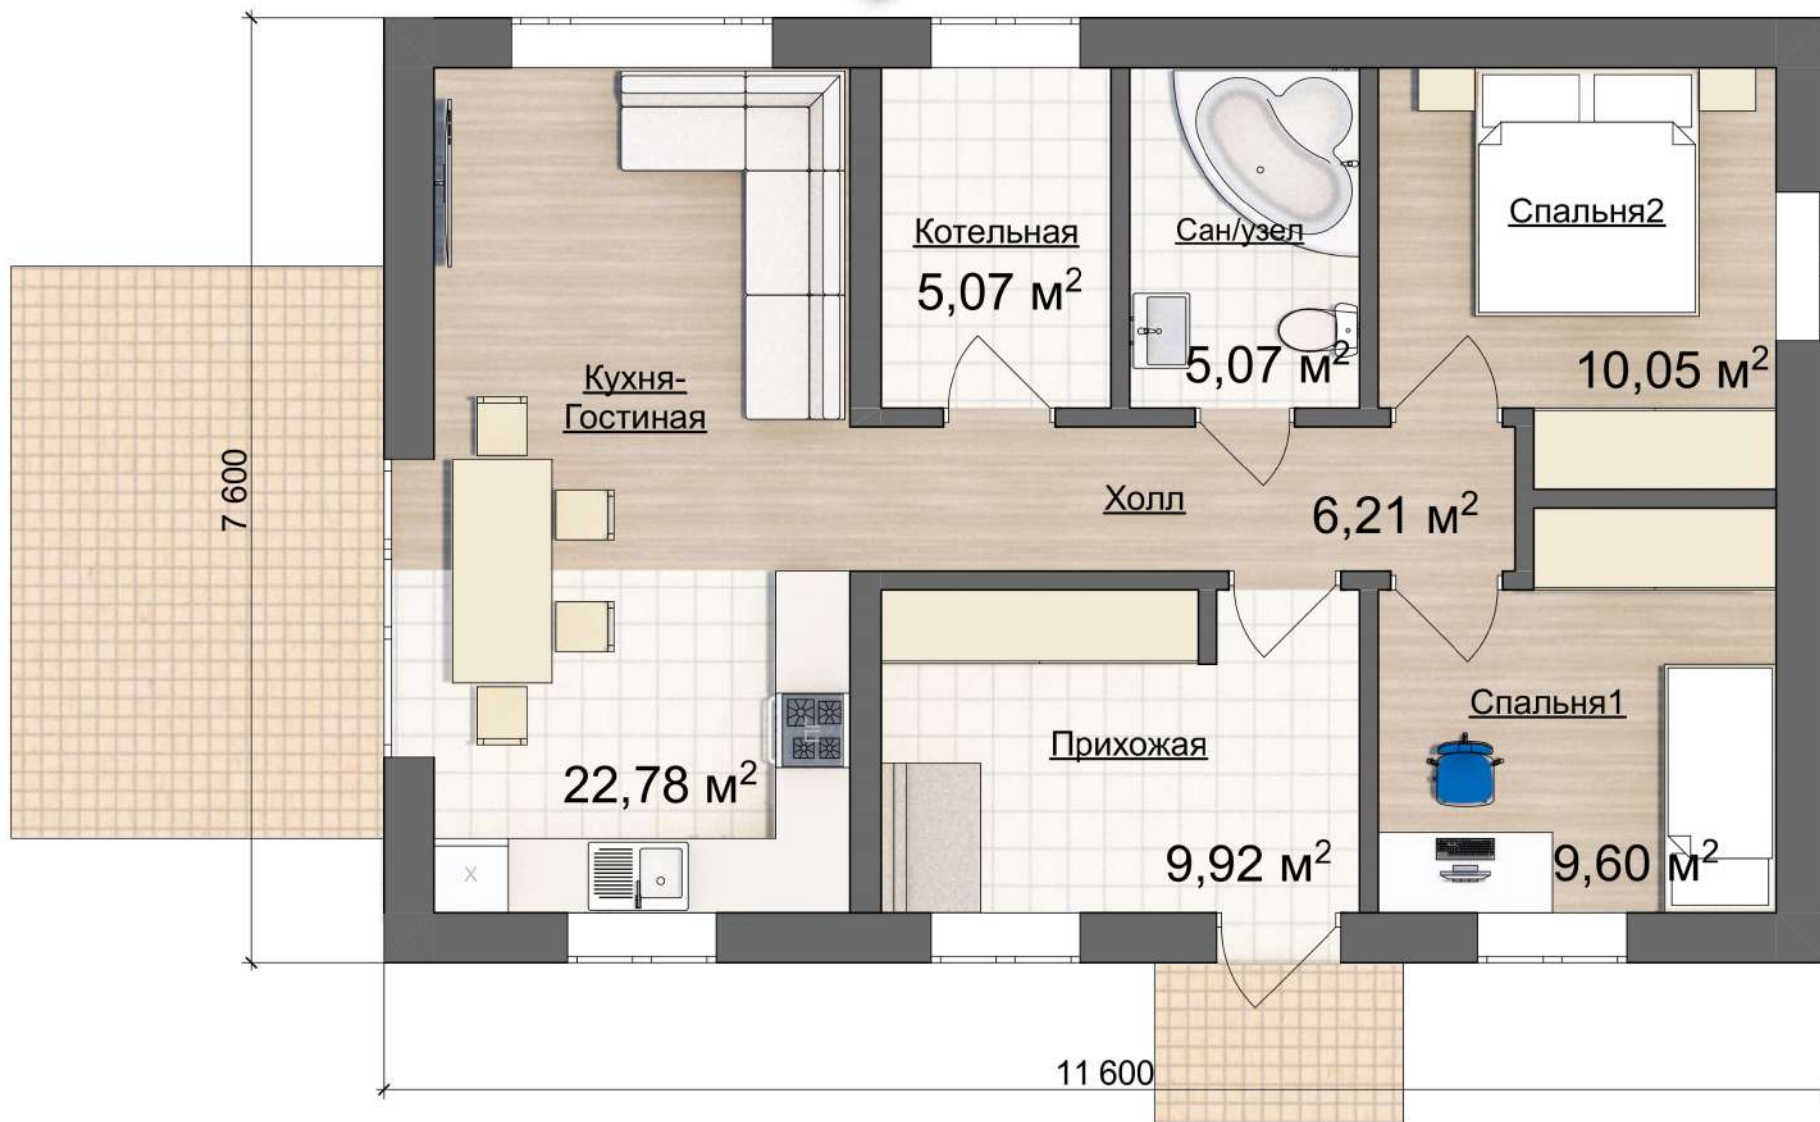 Котельная
5,07 м²
Сан/узел
5,07 м²
Спальня2
10,05 м²
Кухня-
Гостиная
22,78 м²
7 600
Холл
6,21 м²
Прихожая
9,92 м²
Спальня1
9,60 м²
X
11 600